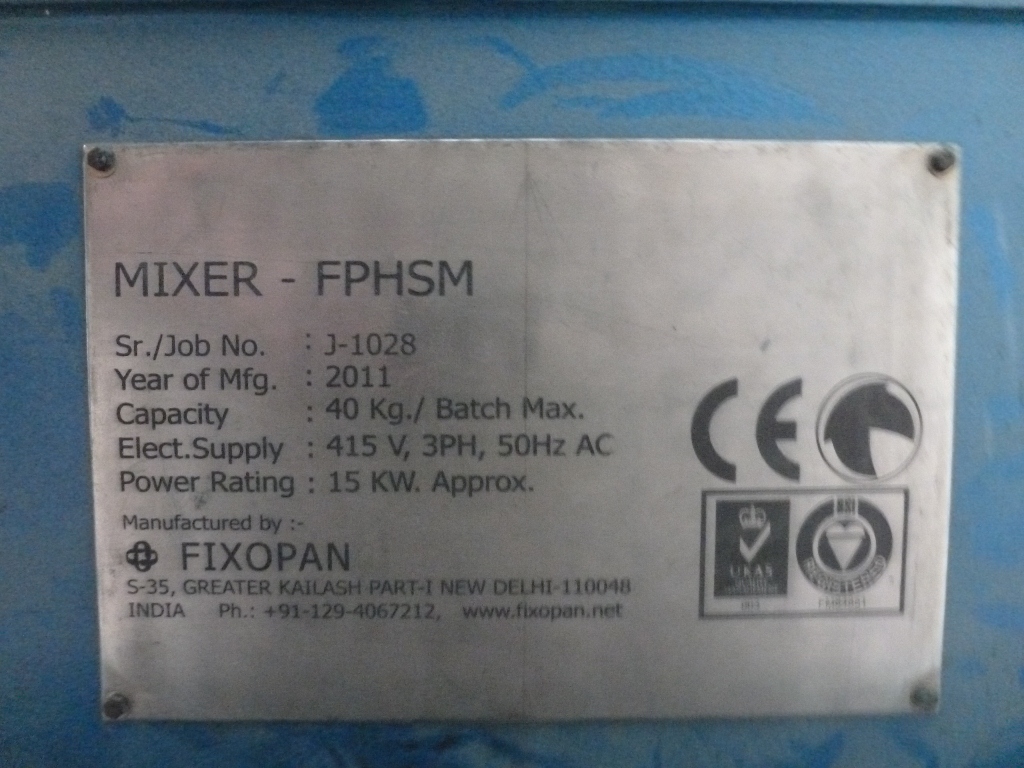 MIXER - FPHSM
Sr./Job No. : J-1028
Year of Mfg. : 2011
Capacity : 40 Kg./ Batch Max.
Elect.Supply : 415 V, 3PH, 50Hz AC
Power Rating : 15 KW. Approx.
CE
Manufactured by :-
FIXOPAN
S-35, GREATER KAILASH PART-I NEW DELHI-110048
INDIA Ph.: +91-129-4067212, www.fixopan.net
BSI
UKAS
REGISTERED